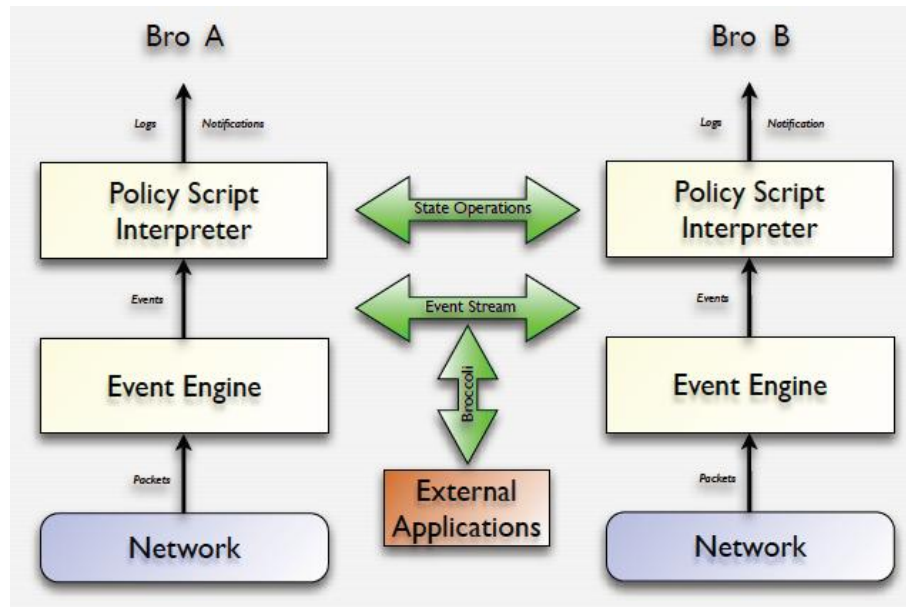 Bro A
Bro B
Logs
Notifications
Logs
Notification
Policy Script
Interpreter
State Operations
Policy Script
Interpreter
Events
Event Stream
Events
Event Engine
Broccoli
Event Engine
Packets
External
Applications
Packets
Network
Network